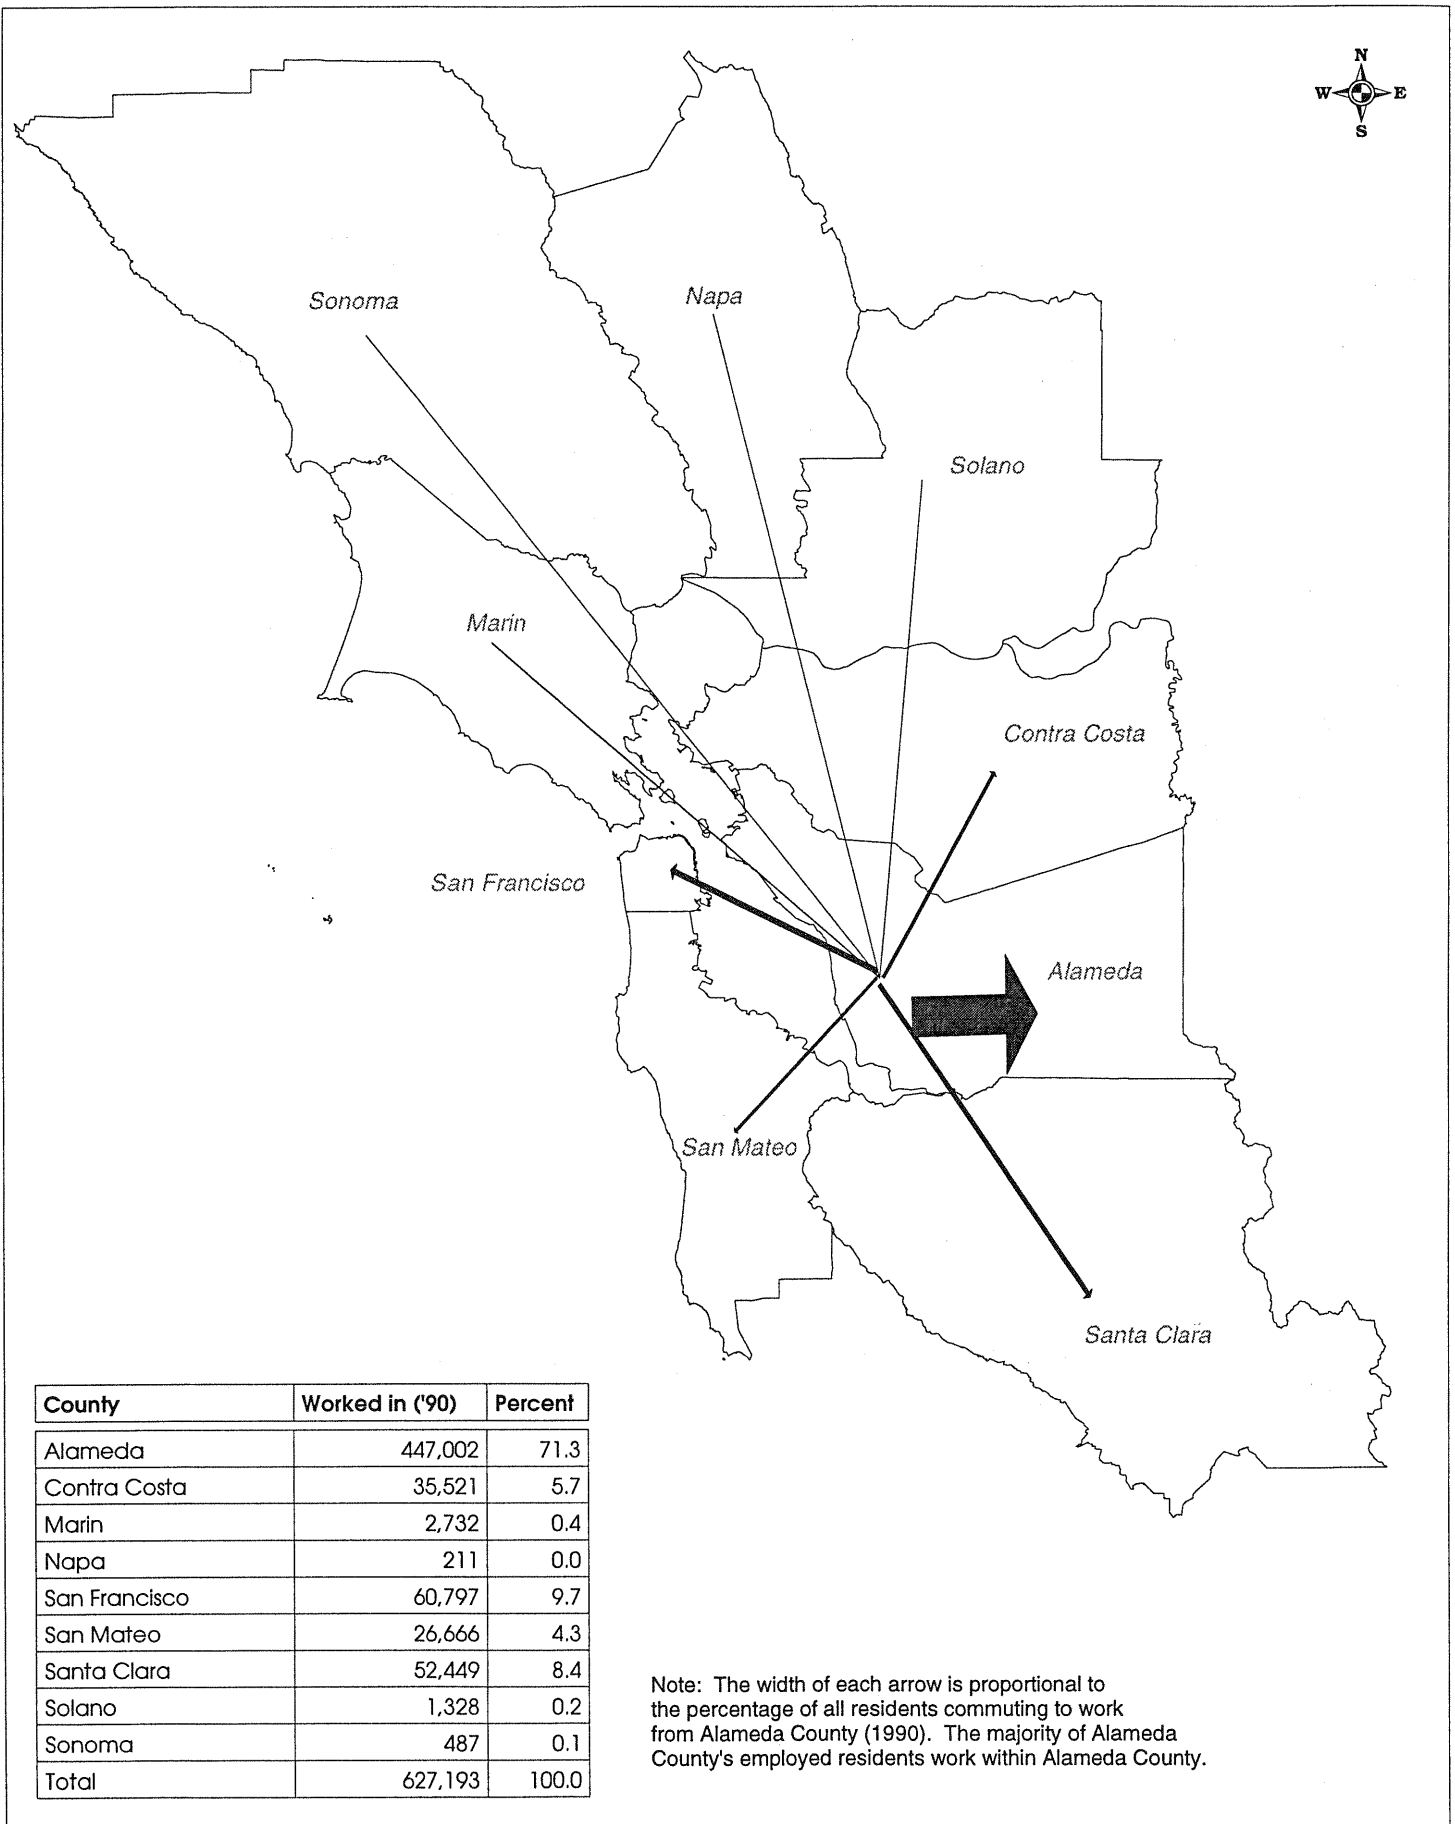 N
W E
S
Sonoma
Napa
Solano
Marin
Contra Costa
San Francisco
Alameda
San Mateo
Santa Clara
County Worked in ('90) Percent
Alameda 447,002 71.3
Contra Costa 35,521 5.7
Marin 2,732 0.4
Napa 211 0.0
San Francisco 60,797 9.7
San Mateo 26,666 4.3
Santa Clara 52,449 8.4
Solano 1,328 0.2
Sonoma 487 0.1
Total 627,193 100.0
Note: The width of each arrow is proportional to
the percentage of all residents commuting to work
from Alameda County (1990). The majority of Alameda
County's employed residents work within Alameda County.